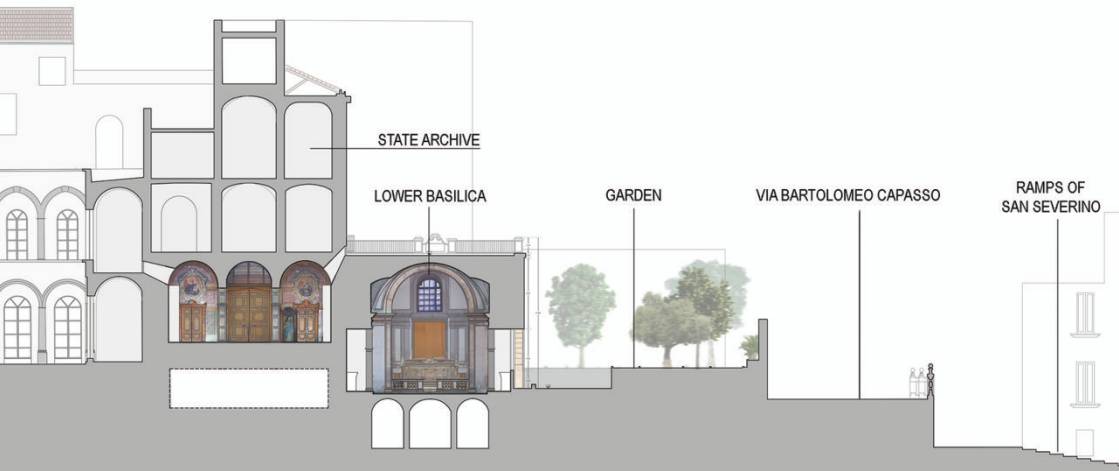 STATE ARCHIVE
LOWER BASILICA
GARDEN
VIA BARTOLOMEO CAPASSO
RAMPS OF
SAN SEVERINO